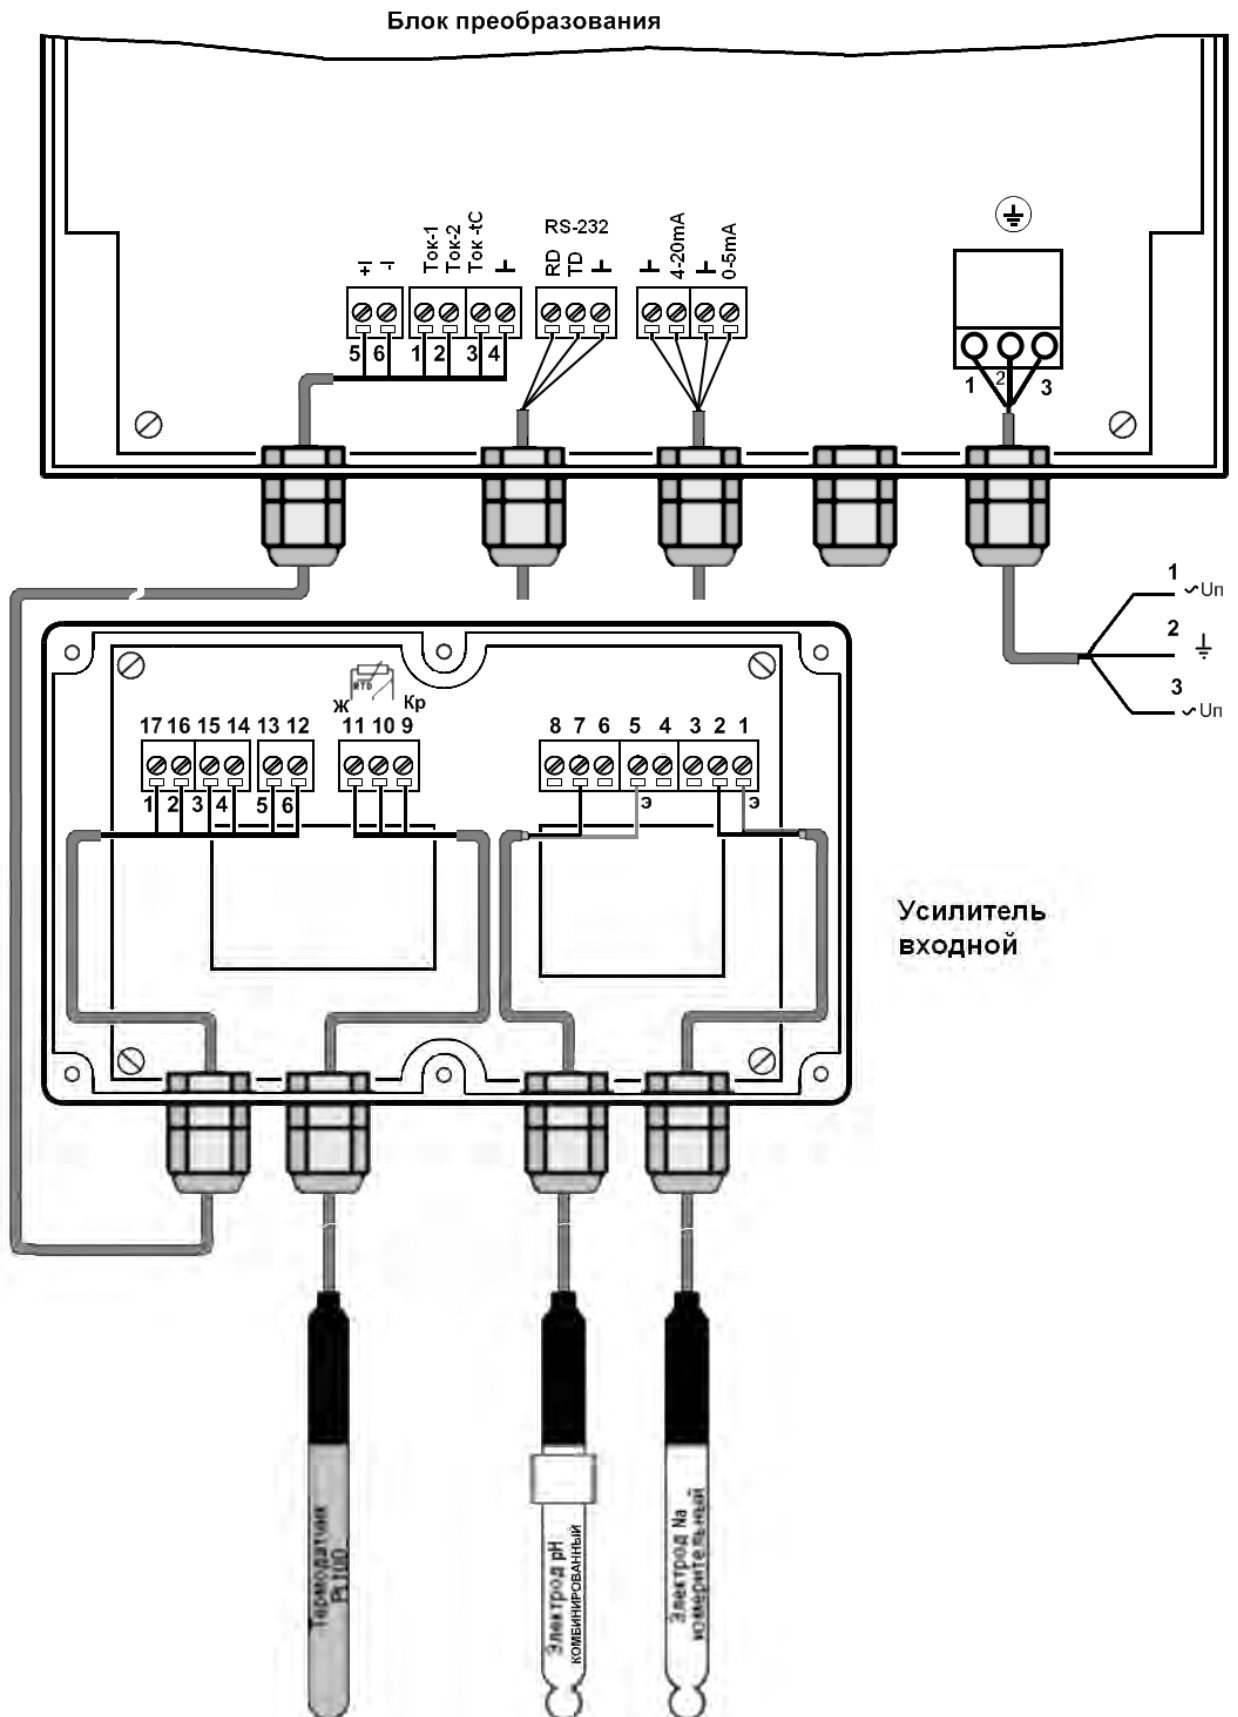 Блок преобразования
+I
-I
Ток-1
Ток-2
Ток -tC
RS-232
RD
TD
4-20mA
0-5mA
5 6 1 2 3 4
1 2 3
1
~Uп
2
3
~Uп
RTD
Ж Кр
17 16 15 14 13 12 11 10 9 8 7 6 5 4 3 2 1
1 2 3 4 5 6 Э Э
Усилитель
входной
Термодатчик
Pt100
Электрод pH
КОМБИНИРОВАННЫЙ
Электрод Na
измерительный